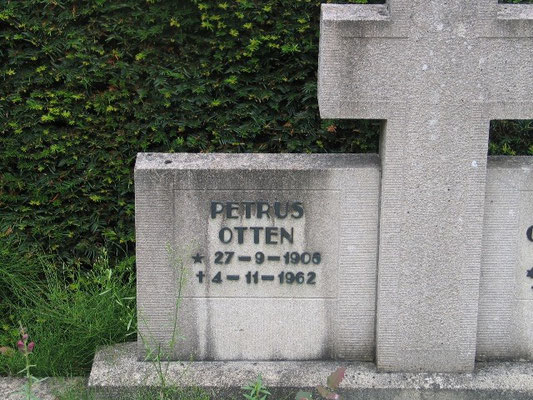 PETRUS
OTTEN
* 27-9-1905
† 4-11-1962